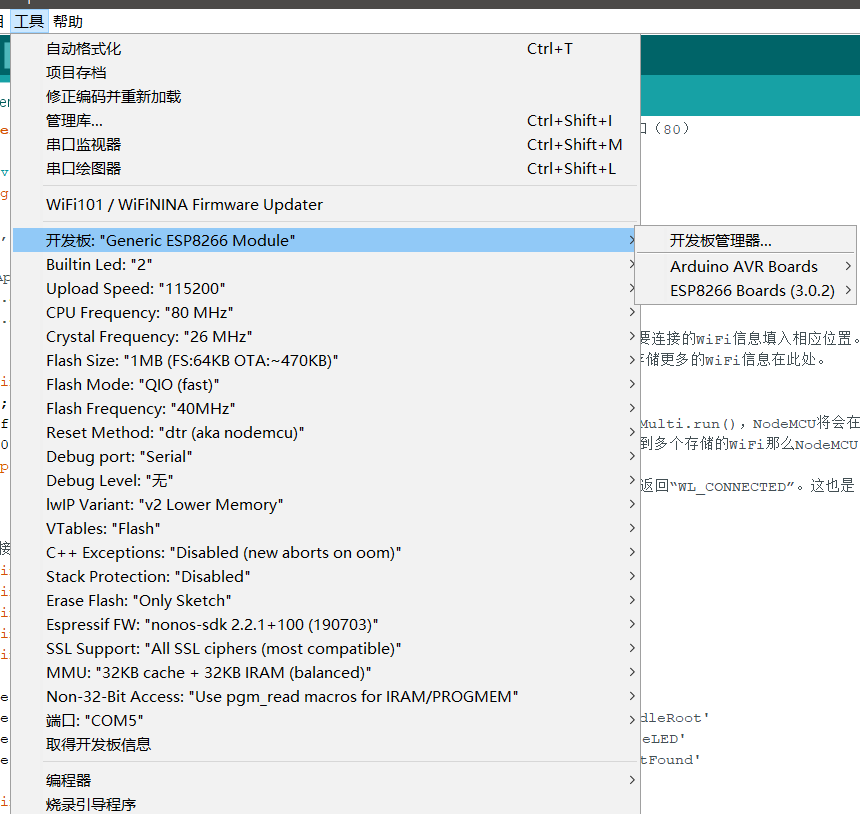 工具 帮助
自动格式化 Ctrl+T
项目存档
修正编码并重新加载
管理库... Ctrl+Shift+I
口（80）
串口监视器 Ctrl+Shift+M
串口绘图器 Ctrl+Shift+L
WiFi101 / WiFiNINA Firmware Updater
开发板: "Generic ESP8266 Module"
开发板管理器...
Builtin Led: "2"
Arduino AVR Boards
Upload Speed: "115200"
ESP8266 Boards (3.0.2)
CPU Frequency: "80 MHz"
Crystal Frequency: "26 MHz"
要连接的WiFi信息填入相应位置。
Flash Size: "1MB (FS:64KB OTA:~470KB)"
储更多的WiFi信息在此处。
Flash Mode: "QIO (fast)"
Flash Frequency: "40MHz"
Multi.run()，NodeMCU将会在
Reset Method: "dtr (aka nodemcu)"
到多个存储的WiFi那么NodeMCU
Debug port: "Serial"
Debug Level: "无"
返回“WL_CONNECTED”。这也是
lwIP Variant: "v2 Lower Memory"
VTables: "Flash"
C++ Exceptions: "Disabled (new aborts on oom)"
Stack Protection: "Disabled"
Erase Flash: "Only Sketch"
Espressif FW: "nonos-sdk 2.2.1+100 (190703)"
SSL Support: "All SSL ciphers (most compatible)"
MMU: "32KB cache + 32KB IRAM (balanced)"
Non-32-Bit Access: "Use pgm_read macros for IRAM/PROGMEM"
dleRoot'
端口: "COM5"
eLED'
取得开发板信息
tFound'
编程器
烧录引导程序